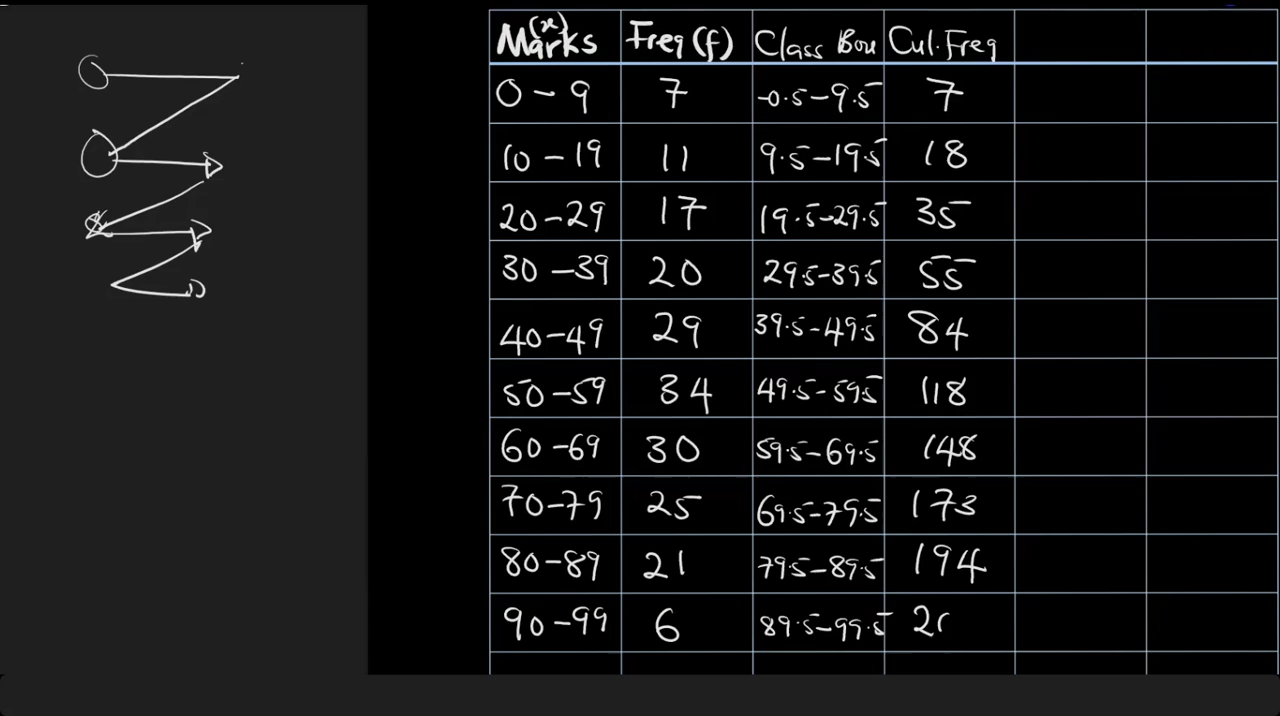 Marks (x) Freq (f) Class Bou Cul.Freq
0 - 9 7 -0.5-9.5 7
10 - 19 11 9.5-19.5 18
20-29 17 19.5-29.5 35
30 -39 20 29.5-39.5 55
40-49 29 39.5-49.5 84
50-59 34 49.5-59.5 118
60-69 30 59.5-69.5 148
70-79 25 69.5-79.5 173
80-89 21 79.5-89.5 194
90-99 6 89.5-99.5